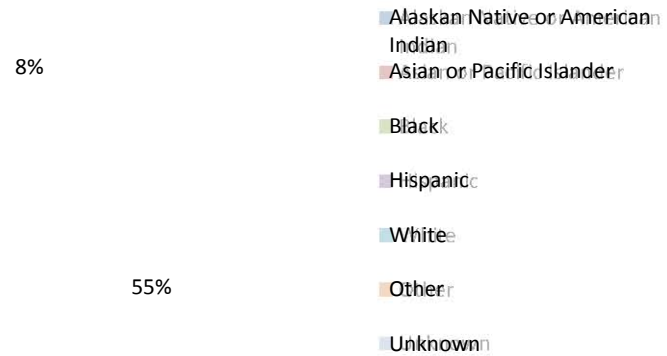 Alaskan Native or American
Indian
8%
Asian or Pacific Islander
Black
Hispanic
White
55%
Other
Unknown